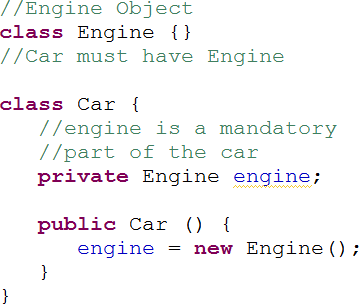 //Engine Object
class Engine {}
//Car must have Engine

class Car {
   //engine is a mandatory
   //part of the car
   private Engine engine;

   public Car () {
      engine = new Engine();
   }
}